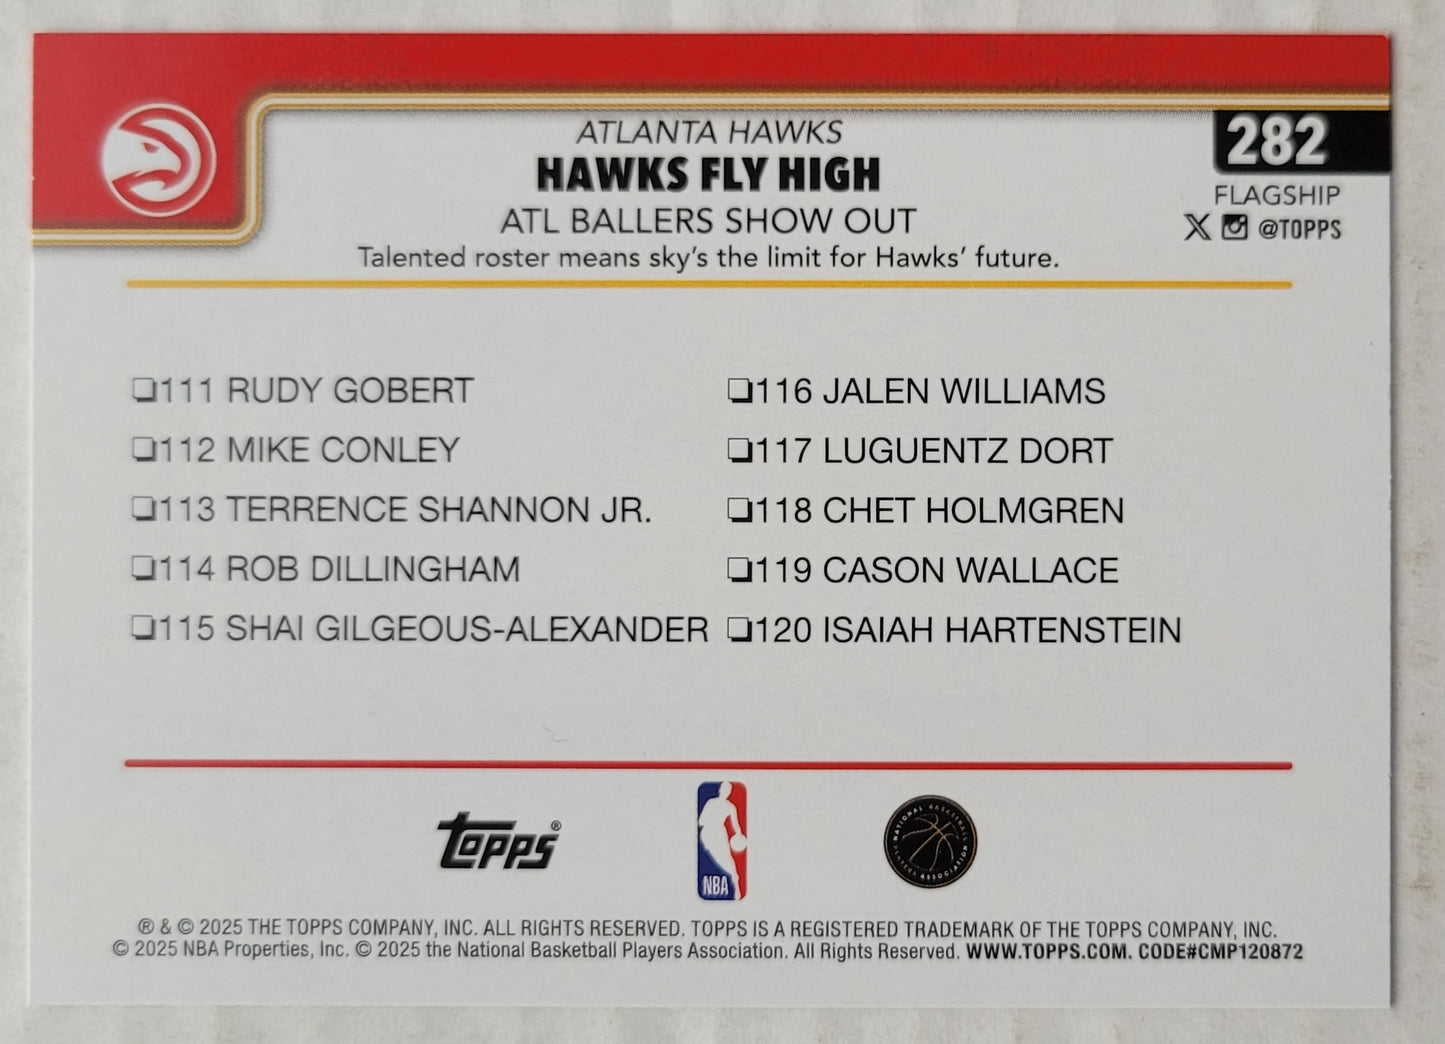 ATLANTA HAWKS
HAWKS FLY HIGH
ATL BALLERS SHOW OUT
Talented roster means sky's the limit for Hawks' future.
282
FLAGSHIP
@TOPPS
❏111 RUDY GOBERT
❏112 MIKE CONLEY
❏113 TERRENCE SHANNON JR.
❏114 ROB DILLINGHAM
❏115 SHAI GILGEOUS-ALEXANDER
❏116 JALEN WILLIAMS
❏117 LUGUENTZ DORT
❏118 CHET HOLMGREN
❏119 CASON WALLACE
❏120 ISAIAH HARTENSTEIN
TOPPS®
NBA
NATIONAL BASKETBALL PLAYERS ASSOCIATION
® & © 2025 THE TOPPS COMPANY, INC. ALL RIGHTS RESERVED. TOPPS IS A REGISTERED TRADEMARK OF THE TOPPS COMPANY, INC.
© 2025 NBA Properties, Inc. © 2025 the National Basketball Players Association. All Rights Reserved. WWW.TOPPS.COM. CODE#CMP120872